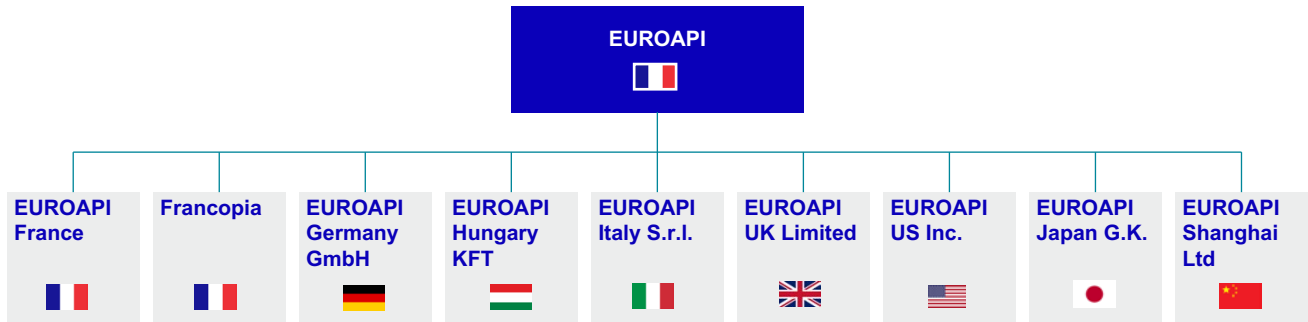 EUROAPI
EUROAPI
France
Francopia
EUROAPI
Germany
GmbH
EUROAPI
Hungary
KFT
EUROAPI
Italy S.r.l.
EUROAPI
UK Limited
EUROAPI
US Inc.
EUROAPI
Japan G.K.
EUROAPI
Shanghai
Ltd